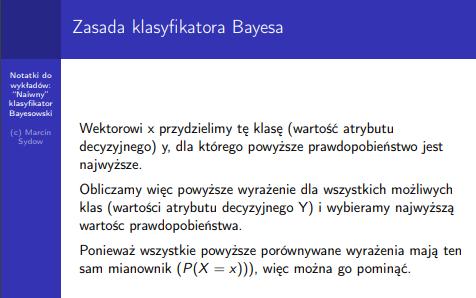 Zasada klasyfikatora Bayesa
Notatki do
wykładów:
"Naiwny"
klasyfikator
Bayesowski
(c) Marcin
Sydow
Wektorowi x przydzielimy tę klasę (wartość atrybutu
decyzyjnego) y, dla którego powyższe prawdopobieństwo jest
najwyższe.
Obliczamy więc powyższe wyrażenie dla wszystkich możliwych
klas (wartości atrybutu decyzyjnego Y) i wybieramy najwyższą
wartośc prawdopobieństwa.
Ponieważ wszystkie powyższe porównywane wyrażenia mają ten
sam mianownik (P(X = x))), więc można go pominąć.